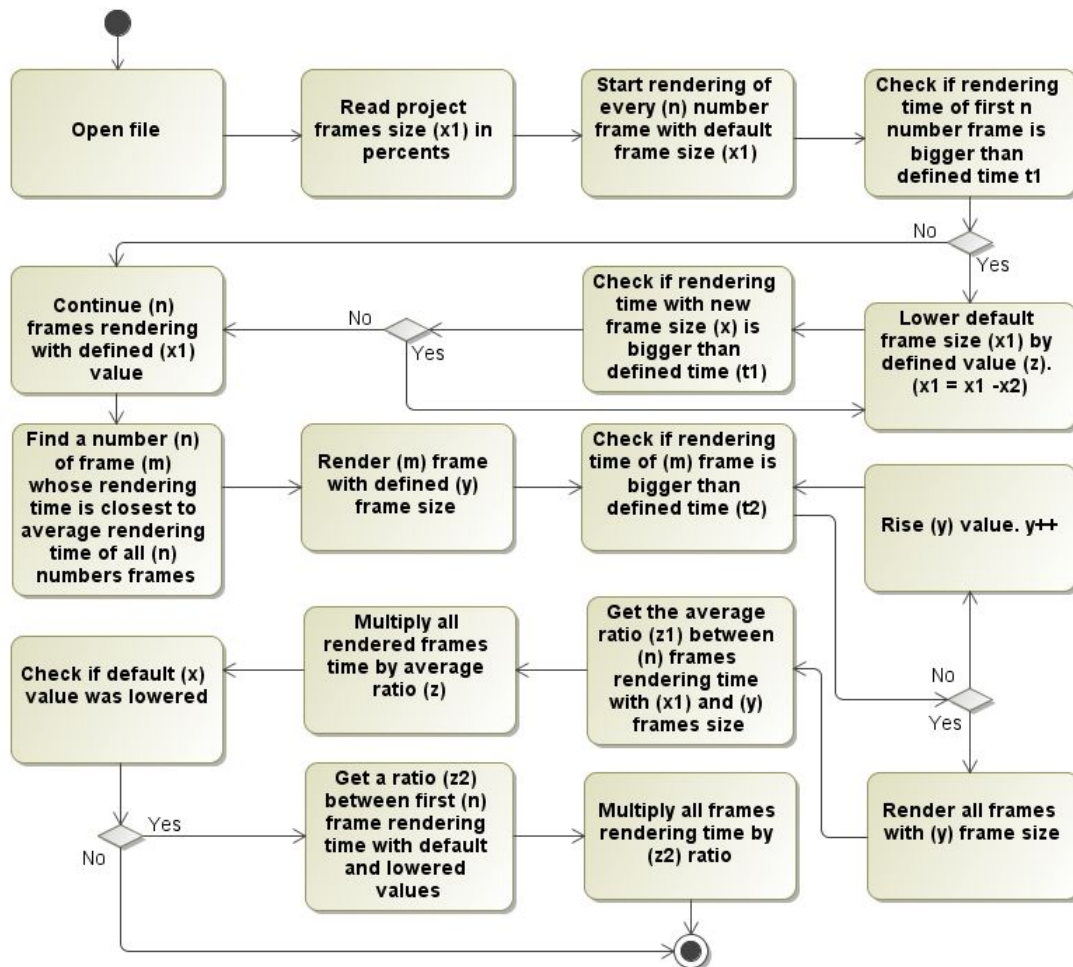 Open file
Read project
frames size (x1) in
percents
Start rendering of
every (n) number
frame with default
frame size (x1)
Check if rendering
time of first n
number frame is
bigger than
defined time t1
No
Yes
Continue (n)
frames rendering
with defined (x1)
value
No
Yes
Check if rendering
time with new
frame size (x) is
bigger than
defined time (t1)
Lower default
frame size (x1) by
defined value (z).
(x1 = x1 -x2)
Find a number (n)
of frame (m)
whose rendering
time is closest to
average rendering
time of all (n)
numbers frames
Render (m) frame
with defined (y)
frame size
Check if rendering
time of (m) frame is
bigger than
defined time (t2)
Rise (y) value. y++
No
Yes
Check if default (x)
value was lowered
Multiply all
rendered frames
time by average
ratio (z)
Get the average
ratio (z1) between
(n) frames
rendering time
with (x1) and (y)
frames size
Render all frames
with (y) frame size
Yes
No
Get a ratio (z2)
between first (n)
frame rendering
time with default
and lowered
values
Multiply all frames
rendering time by
(z2) ratio